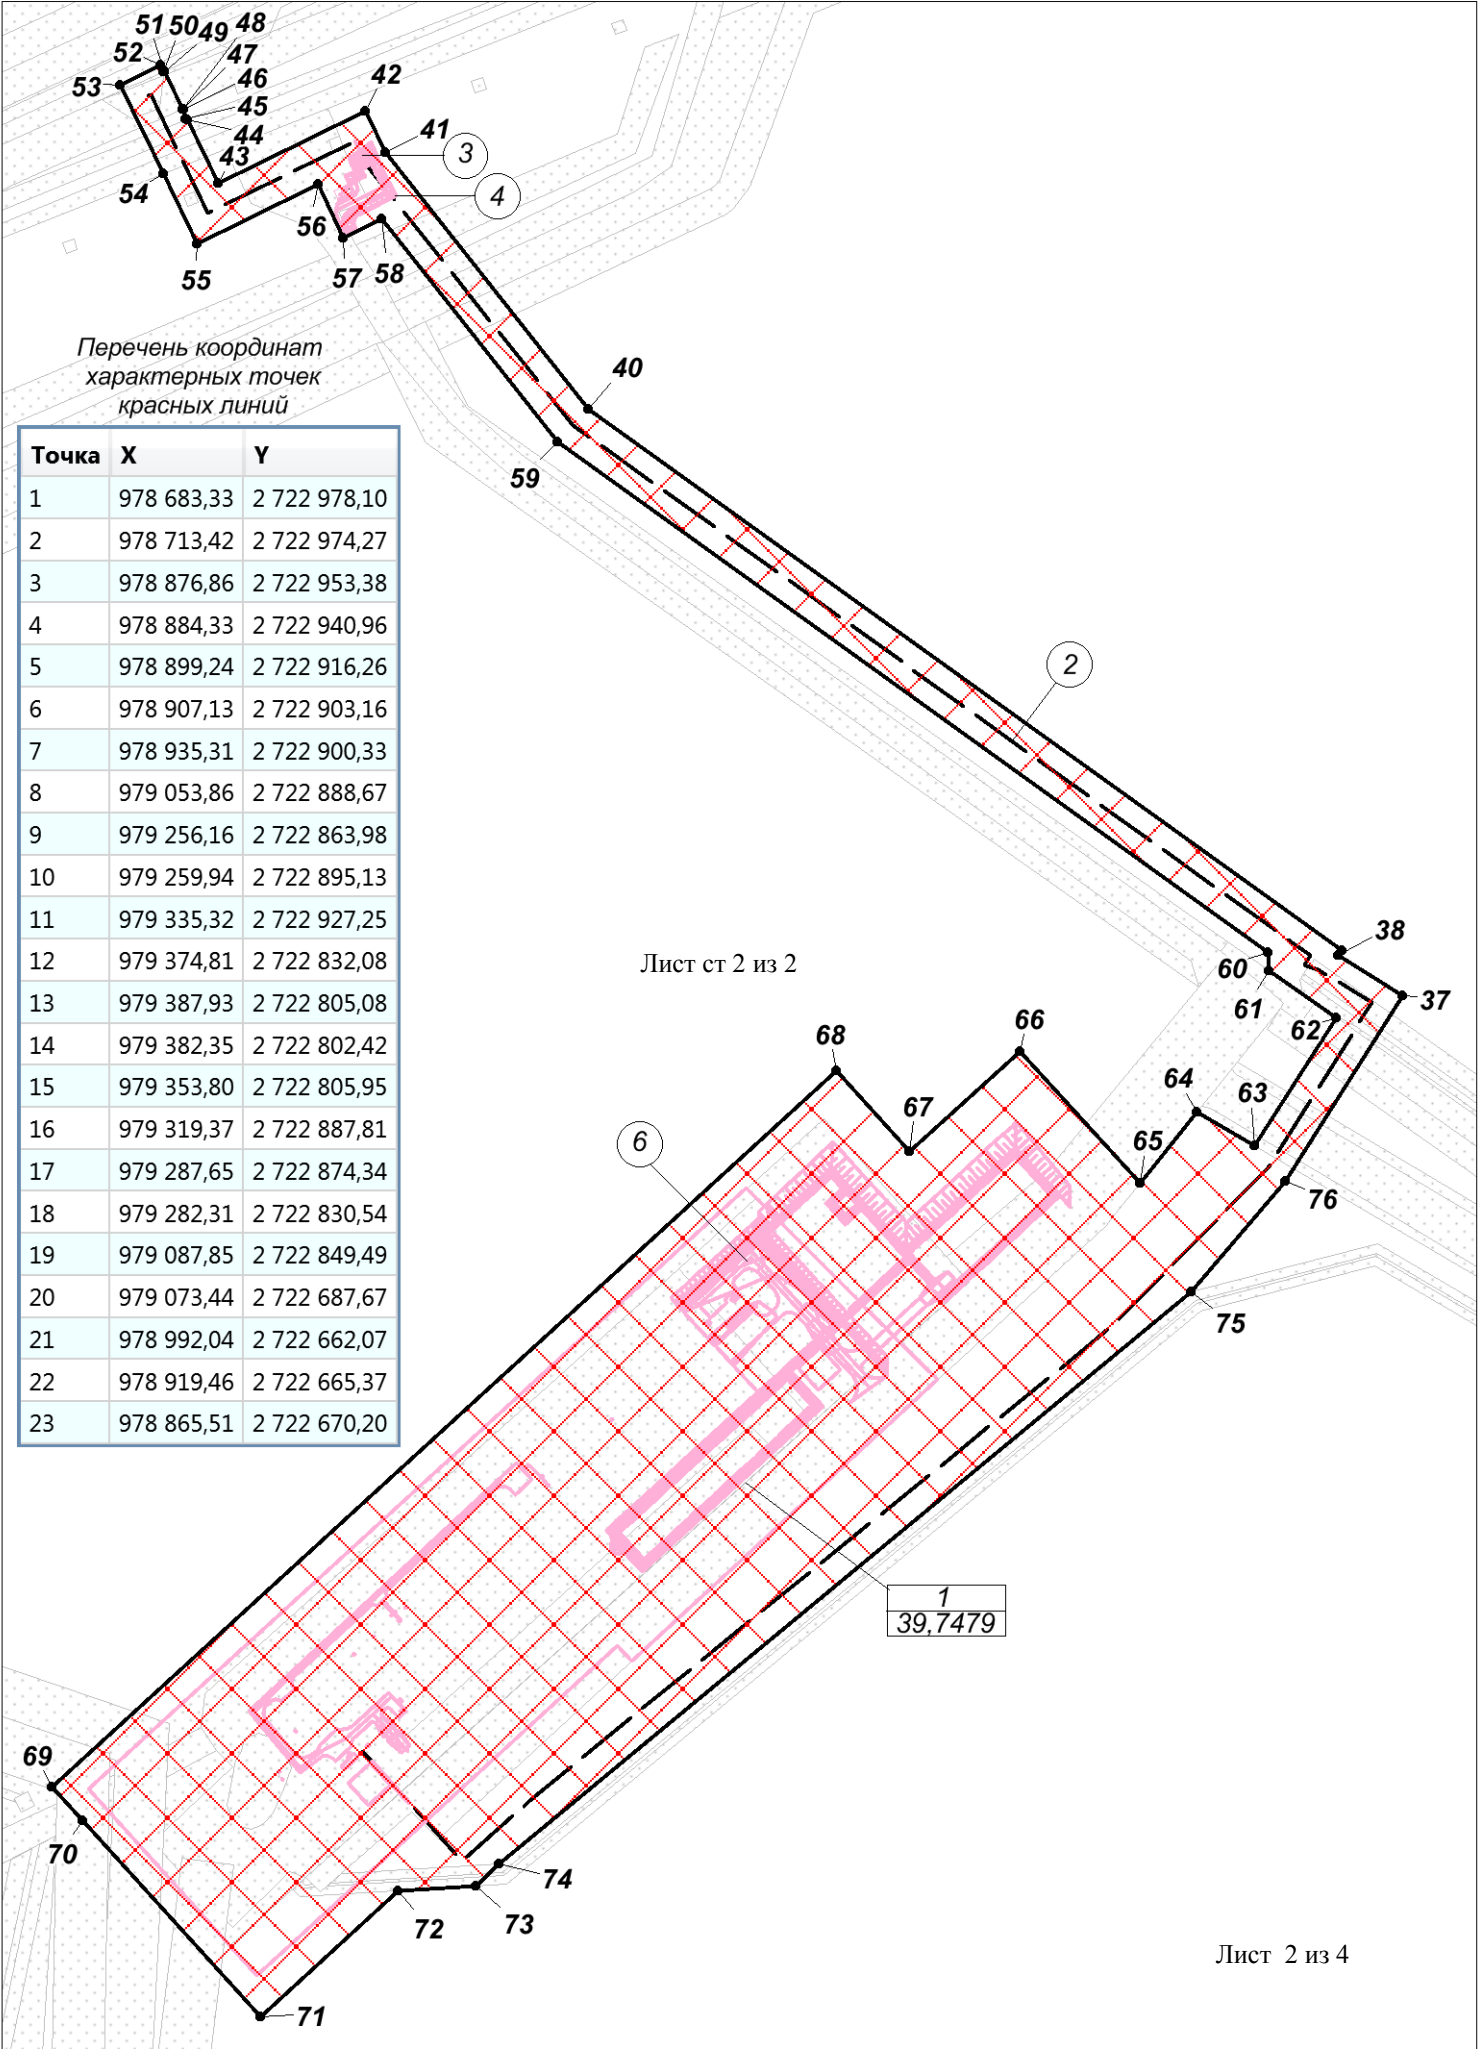 51 50 49 48
52 47
53 46
45
44
43
42
41
3
4
54
55
56
57
58
Перечень координат
характерных точек
красных линий
40
59
Точка X Y
1 978 683,33 2 722 978,10
2 978 713,42 2 722 974,27
3 978 876,86 2 722 953,38
4 978 884,33 2 722 940,96
5 978 899,24 2 722 916,26
6 978 907,13 2 722 903,16
7 978 935,31 2 722 900,33
8 979 053,86 2 722 888,67
9 979 256,16 2 722 863,98
10 979 259,94 2 722 895,13
11 979 335,32 2 722 927,25
12 979 374,81 2 722 832,08
13 979 387,93 2 722 805,08
14 979 382,35 2 722 802,42
15 979 353,80 2 722 805,95
16 979 319,37 2 722 887,81
17 979 287,65 2 722 874,34
18 979 282,31 2 722 830,54
19 979 087,85 2 722 849,49
20 979 073,44 2 722 687,67
21 978 992,04 2 722 662,07
22 978 919,46 2 722 665,37
23 978 865,51 2 722 670,20
2
Лист ст 2 из 2
38
60
37
61
62
68
66
64
63
67
65
6
76
75
1
39,7479
69
70
74
72
73
71
Лист 2 из 4